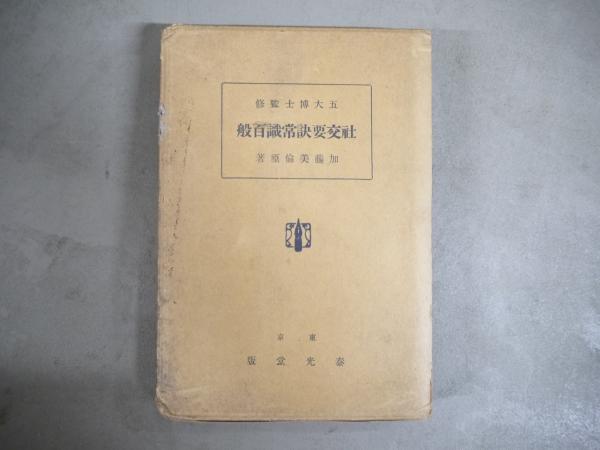 五大博士監修
社交要訣常識百般
加藤美倫原著
東京
泰光堂版